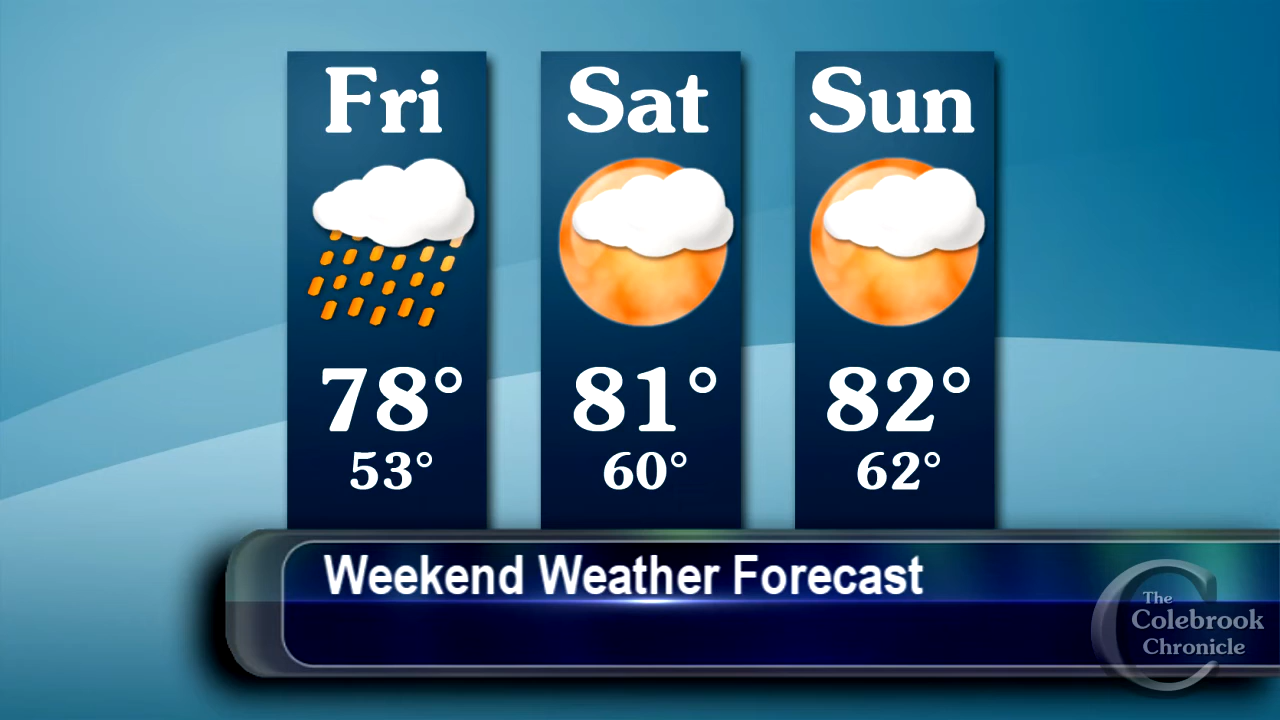 Fri
78°
53°
Sat
81°
60°
Sun
82°
62°
Weekend Weather Forecast
The
Colebrook
Chronicle